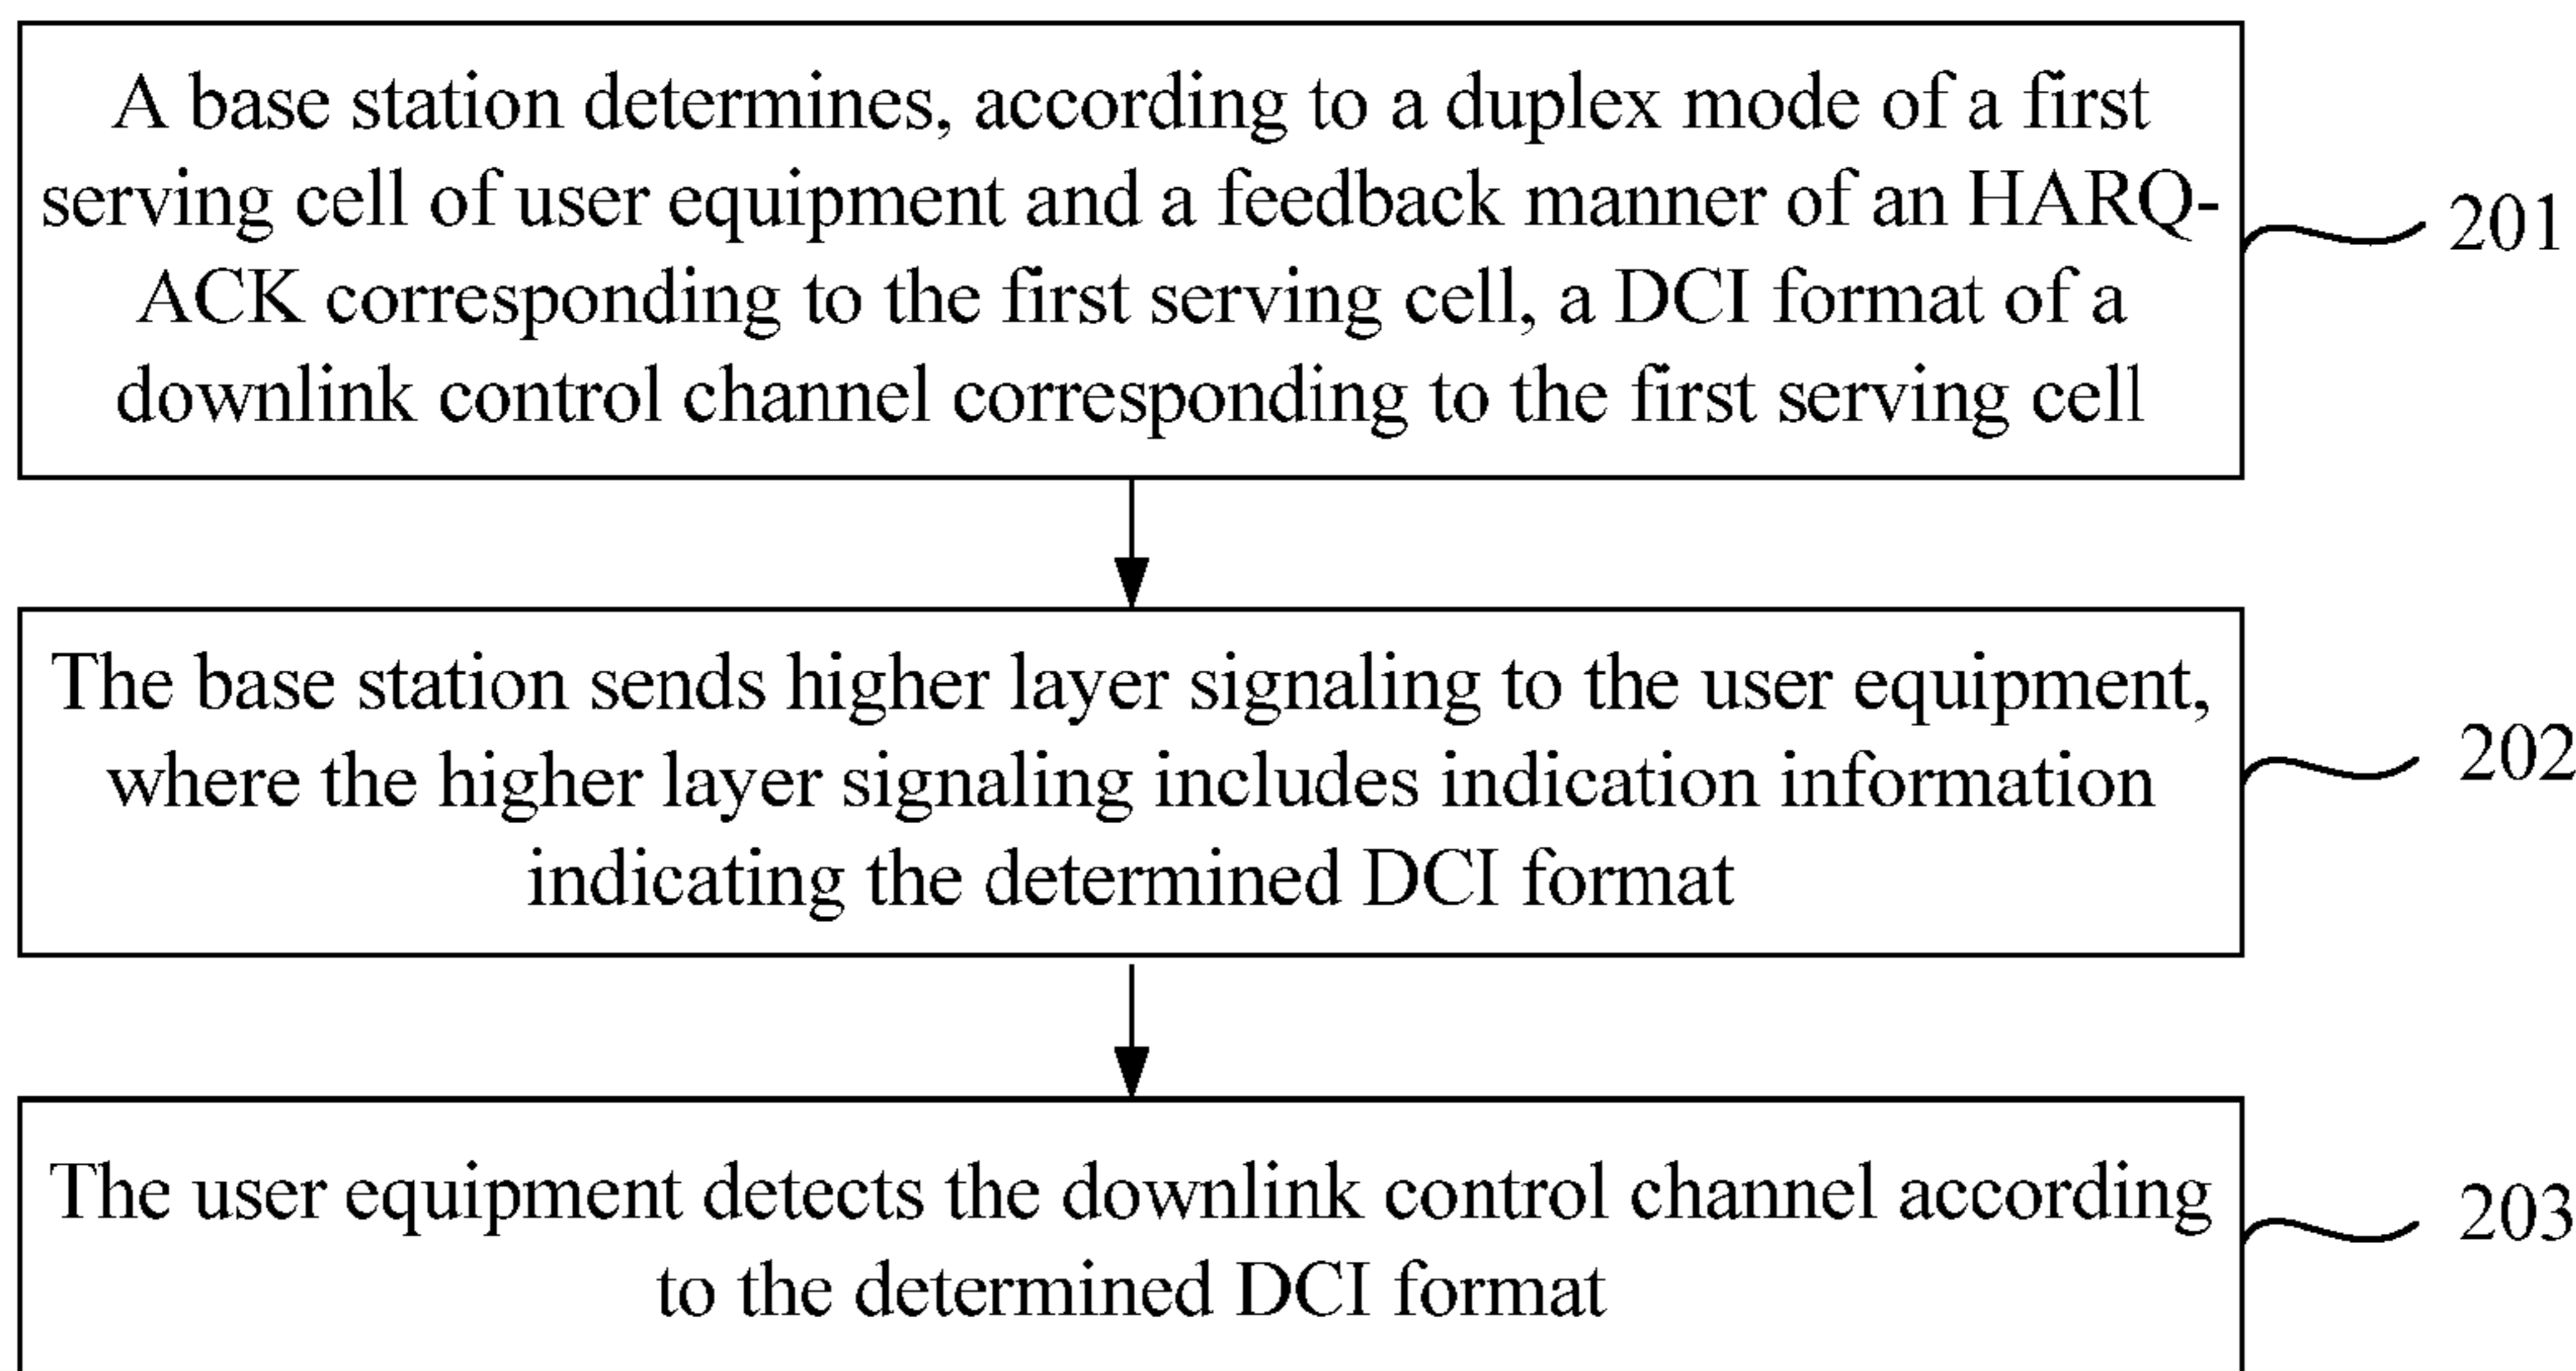 A base station determines, according to a duplex mode of a first
serving cell of user equipment and a feedback manner of an HARQ-
ACK corresponding to the first serving cell, a DCI format of a
downlink control channel corresponding to the first serving cell
201
The base station sends higher layer signaling to the user equipment,
where the higher layer signaling includes indication information
indicating the determined DCI format
202
The user equipment detects the downlink control channel according
to the determined DCI format
203